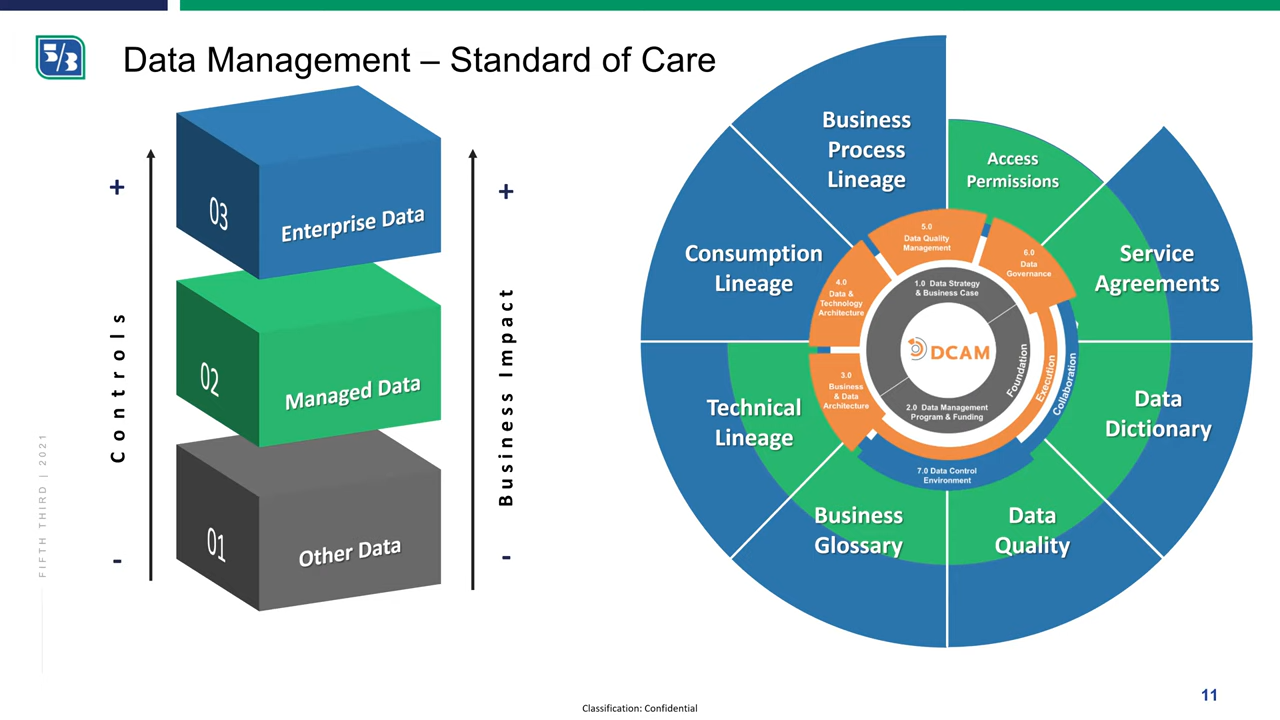 5/3
Data Management – Standard of Care
+
-
Controls
03
Enterprise Data
02
Managed Data
01
Other Data
+
-
Business Impact
FIFTH THIRD | 2021
Business
Process
Lineage
Access
Permissions
Service
Agreements
Data
Dictionary
Data
Quality
Business
Glossary
Technical
Lineage
Consumption
Lineage
5.0
Data Quality
Management
6.0
Data
Governance
4.0
Data &
Technology
Architecture
3.0
Business
& Data
Architecture
1.0 Data Strategy
& Business Case
DCAM
2.0 Data Management
Program & Funding
Foundation
Execution
Collaboration
7.0 Data Control
Environment
Classification: Confidential
11